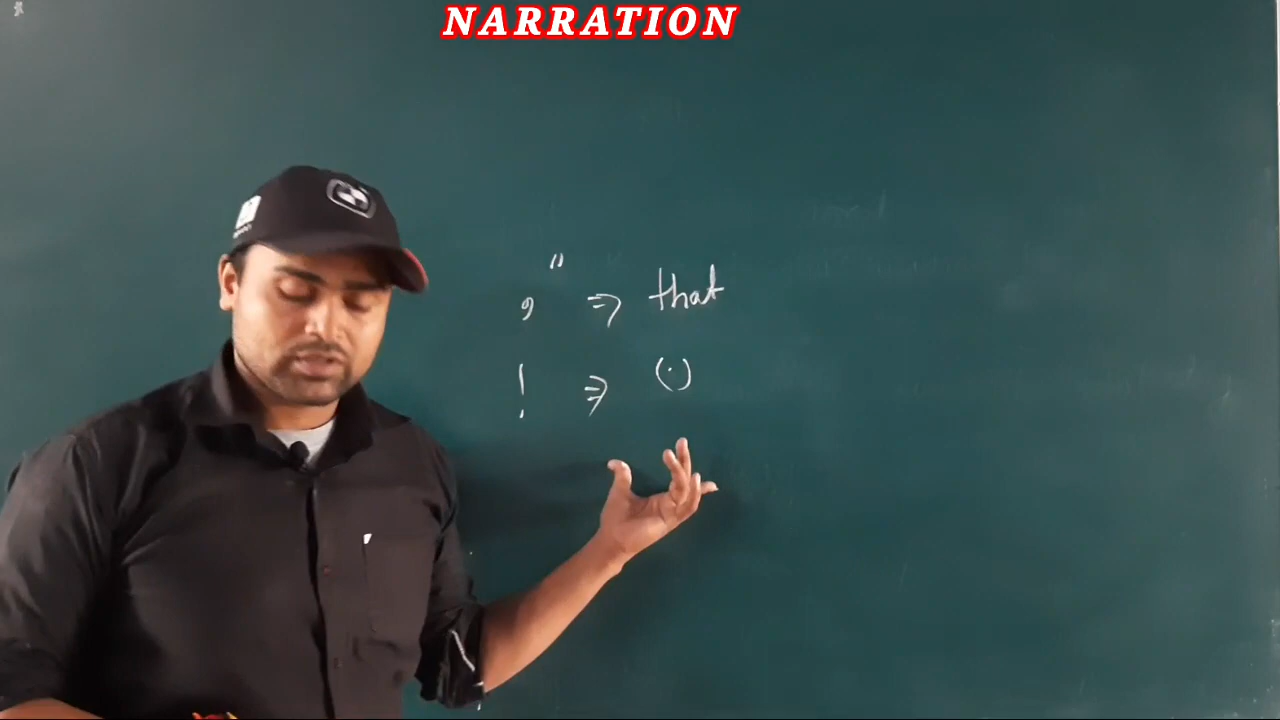 NARRATION
, " ⇒ that
! ⇒ (.)